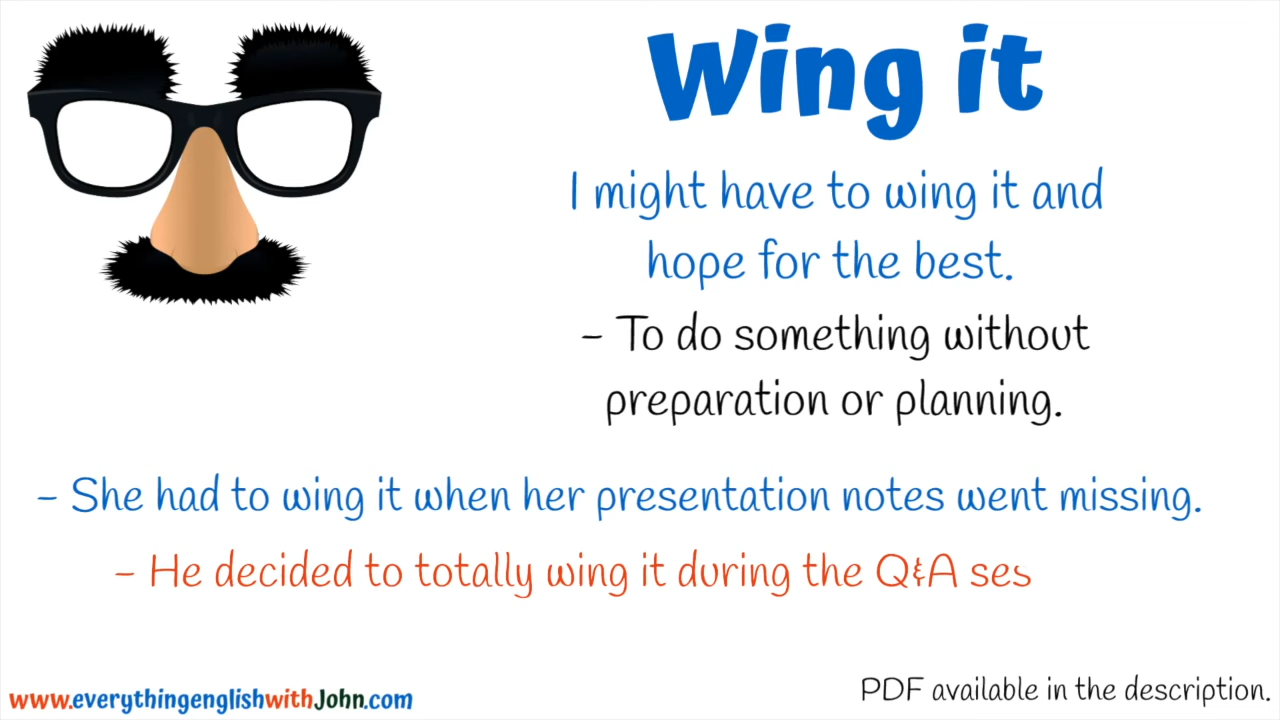 Wing it
I might have to wing it and
hope for the best.
- To do something without
preparation or planning.
- She had to wing it when her presentation notes went missing.
- He decided to totally wing it during the Q&A ses
www.everythingenglishwithJohn.com
PDF available in the description.